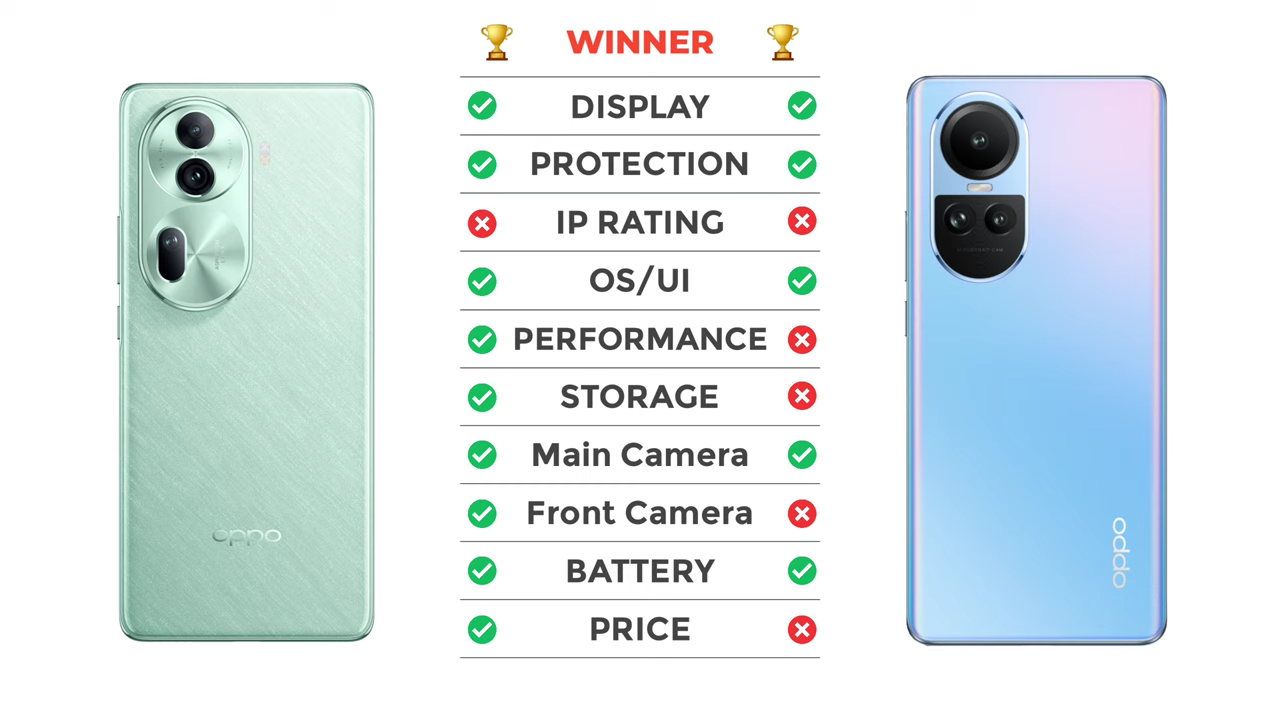 WINNER
DISPLAY
PROTECTION
IP RATING
OS/UI
PERFORMANCE
STORAGE
Main Camera
Front Camera
BATTERY
PRICE
oppo
oppo